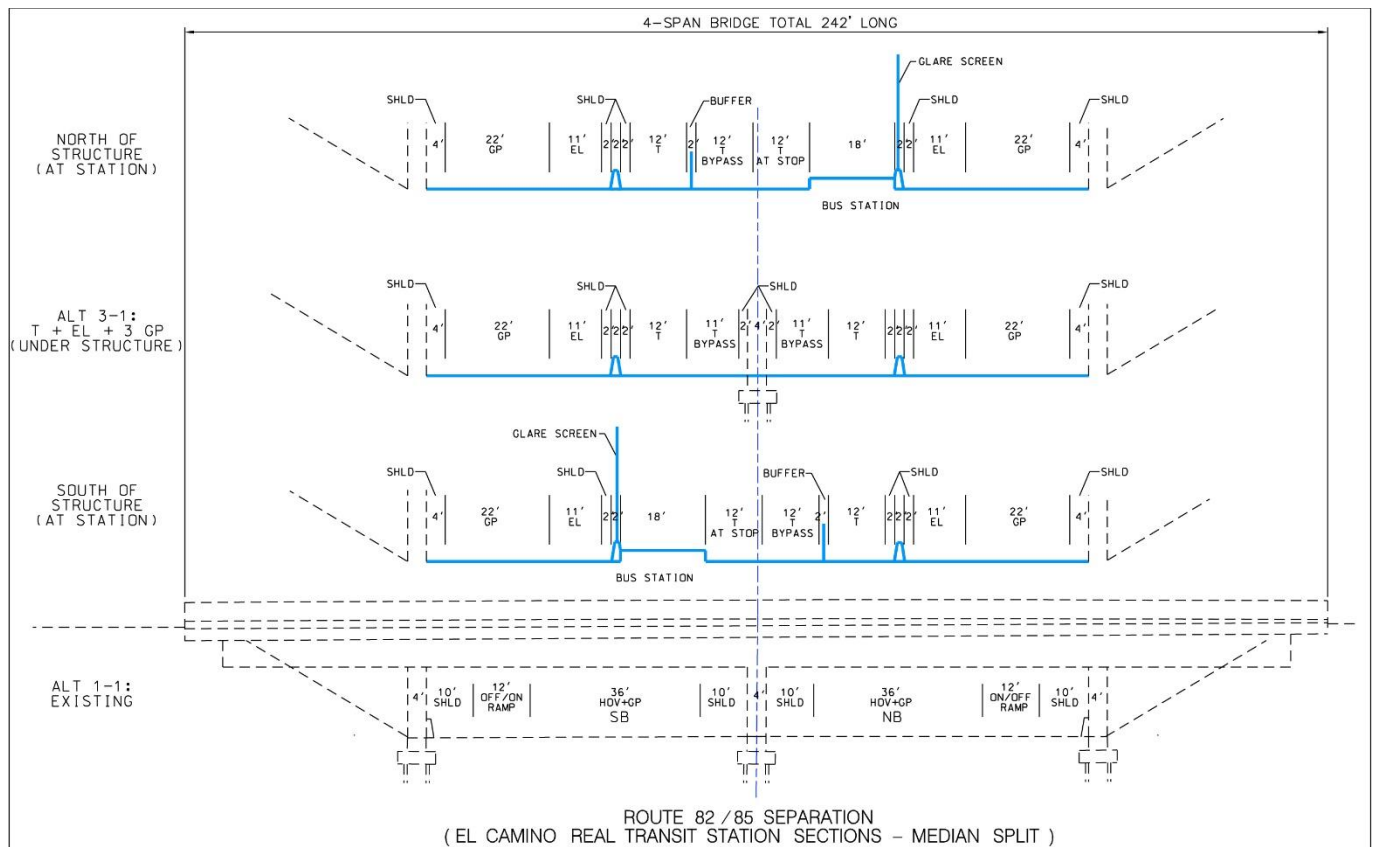 4-SPAN BRIDGE TOTAL 242' LONG
GLARE SCREEN
SHLD SHLD BUFFER SHLD SHLD
NORTH OF
STRUCTURE
(AT STATION)
4' 22' 11' 2' 2' 2' 12' 2' 12' 12' 18' 2' 2' 11' 22' 4'
GP EL T T T EL GP
BYPASS AT STOP
BUS STATION
SHLD SHLD SHLD SHLD
ALT 3-1:
T + EL + 3 GP
(UNDER STRUCTURE)
4' 22' 11' 2' 2' 2' 12' 11' 2' 4' 2' 11' 12' 2' 2' 2' 11' 22' 4'
GP EL T T T T EL GP
BYPASS BYPASS
GLARE SCREEN
SHLD SHLD BUFFER SHLD SHLD
SOUTH OF
STRUCTURE
(AT STATION)
4' 22' 11' 2' 2' 18' 12' 12' 2' 12' 2' 2' 2' 11' 22' 4'
GP EL T T T EL GP
AT STOP BYPASS
BUS STATION
ALT 1-1:
EXISTING
4' 10' 12' 36' 10' 4' 10' 36' 12' 10' 4'
SHLD OFF/ON HOV+GP SHLD SHLD HOV+GP ON/OFF SHLD
RAMP SB NB RAMP
ROUTE 82 / 85 SEPARATION
( EL CAMINO REAL TRANSIT STATION SECTIONS - MEDIAN SPLIT )